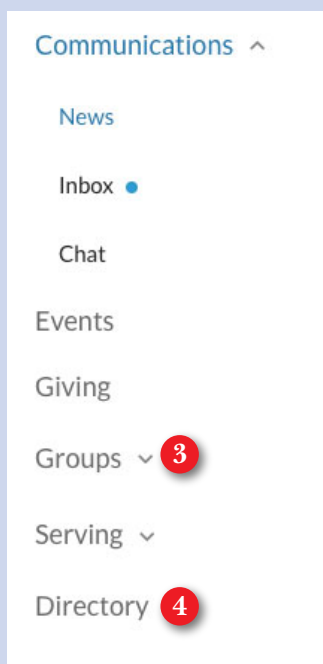 Communications
News
Inbox
Chat
Events
Giving
Groups 3
Serving
Directory 4